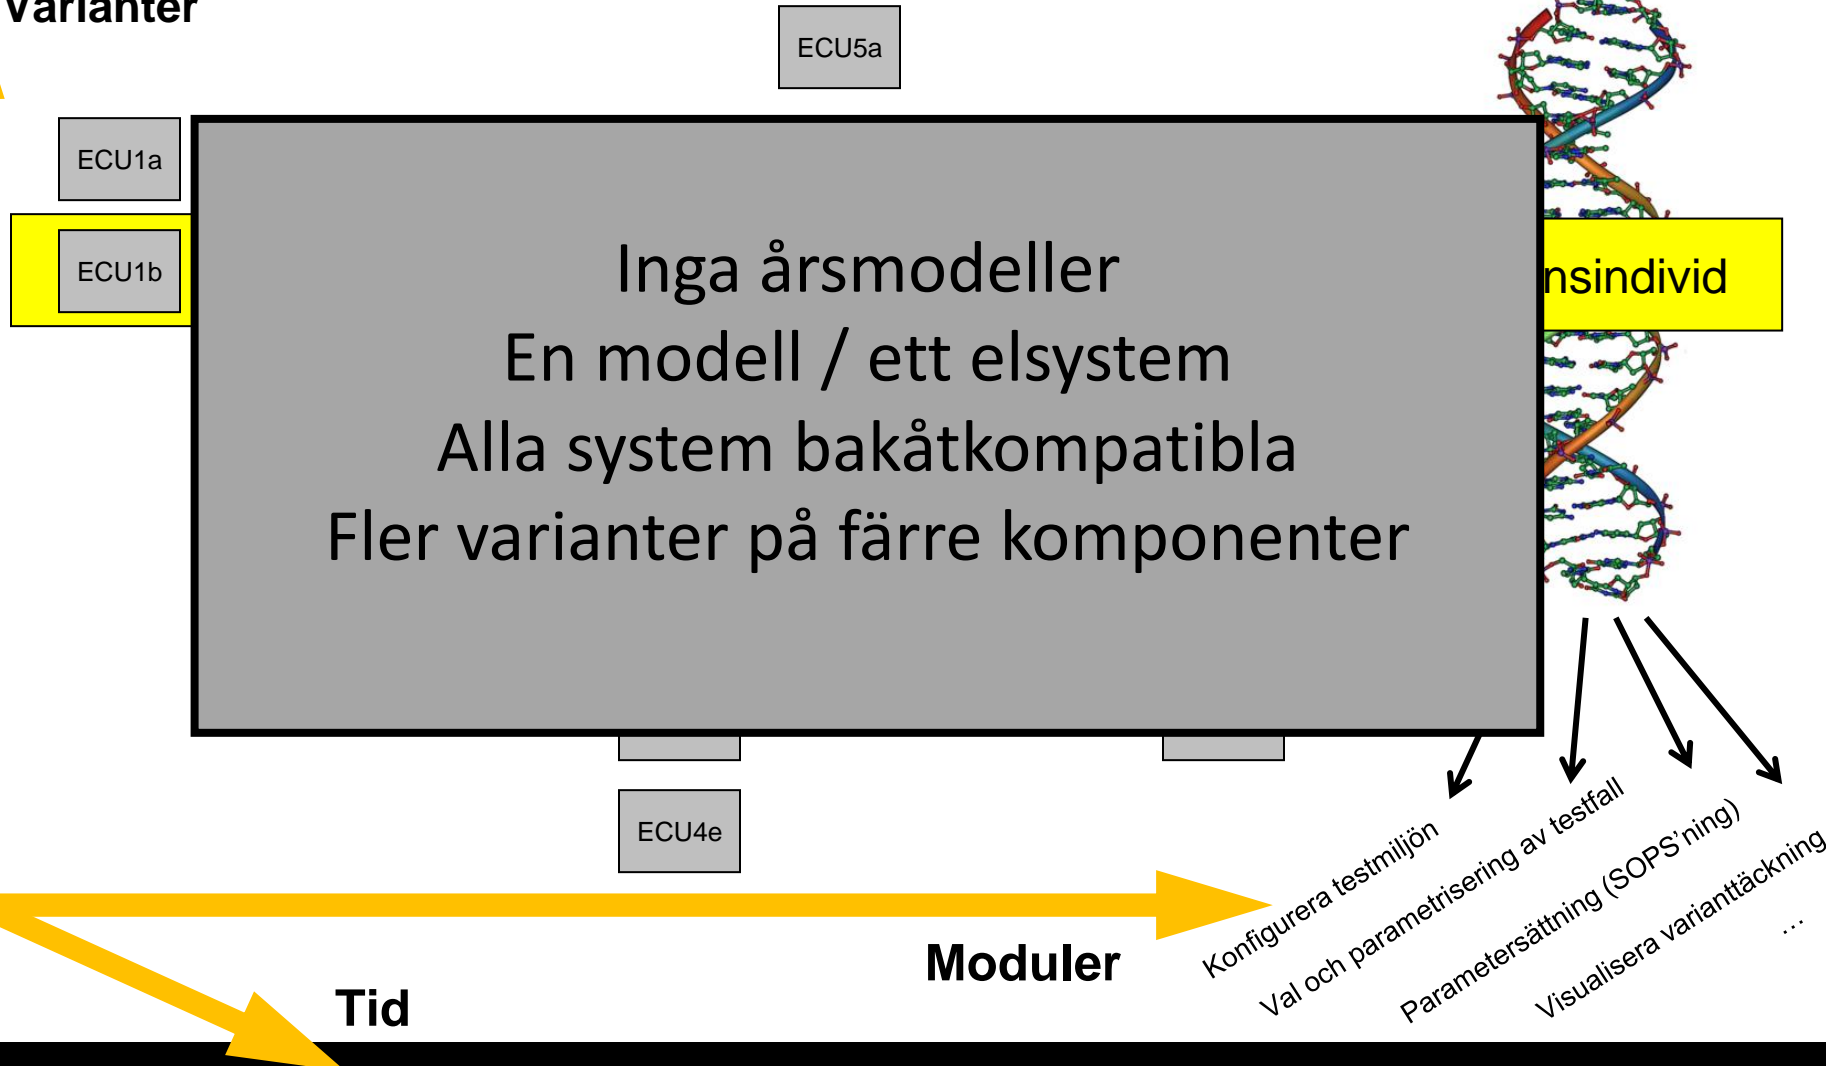 Varianter
ECU5a
ECU1a
ECU1b
Inga årsmodeller
En modell / ett elsystem
Alla system bakåtkompatibla
Fler varianter på färre komponenter
nsindivid
ECU4e
Konfigurera testmiljön
Val och parametrisering av testfall
Parametersättning (SOPS’ning)
Visualisera varianttäckning
…
Moduler
Tid